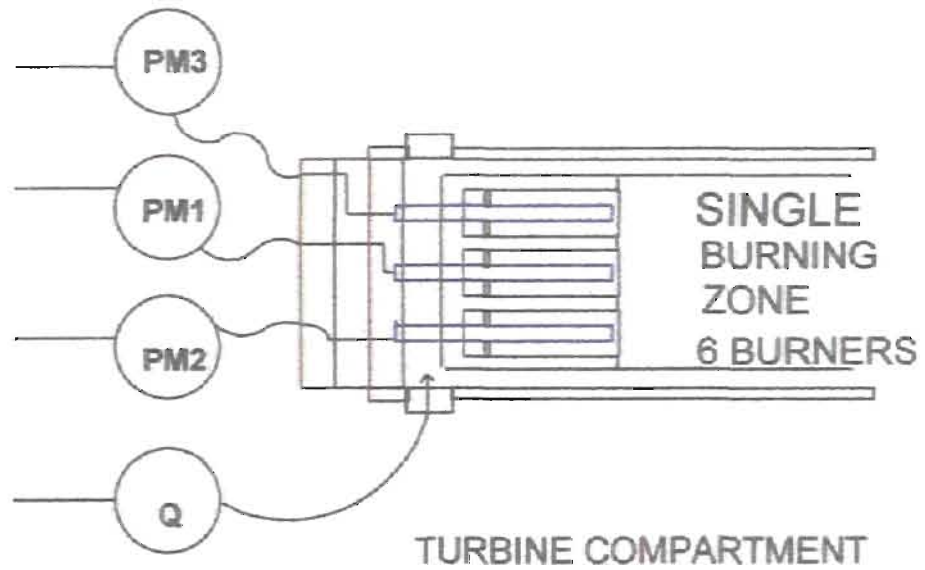 PM3
PM1
PM2
Q
SINGLE
BURNING
ZONE
6 BURNERS
TURBINE COMPARTMENT